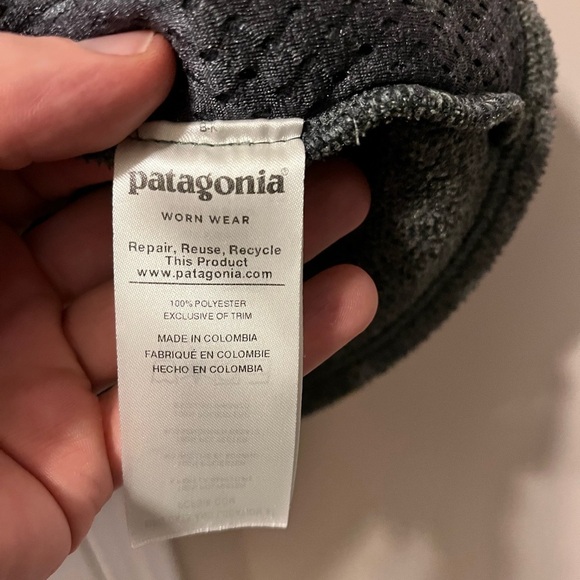 patagonia®
WORN WEAR
Repair, Reuse, Recycle
This Product
www.patagonia.com
100% POLYESTER
EXCLUSIVE OF TRIM
MADE IN COLOMBIA
FABRIQUÉ EN COLOMBIE
HECHO EN COLOMBIA